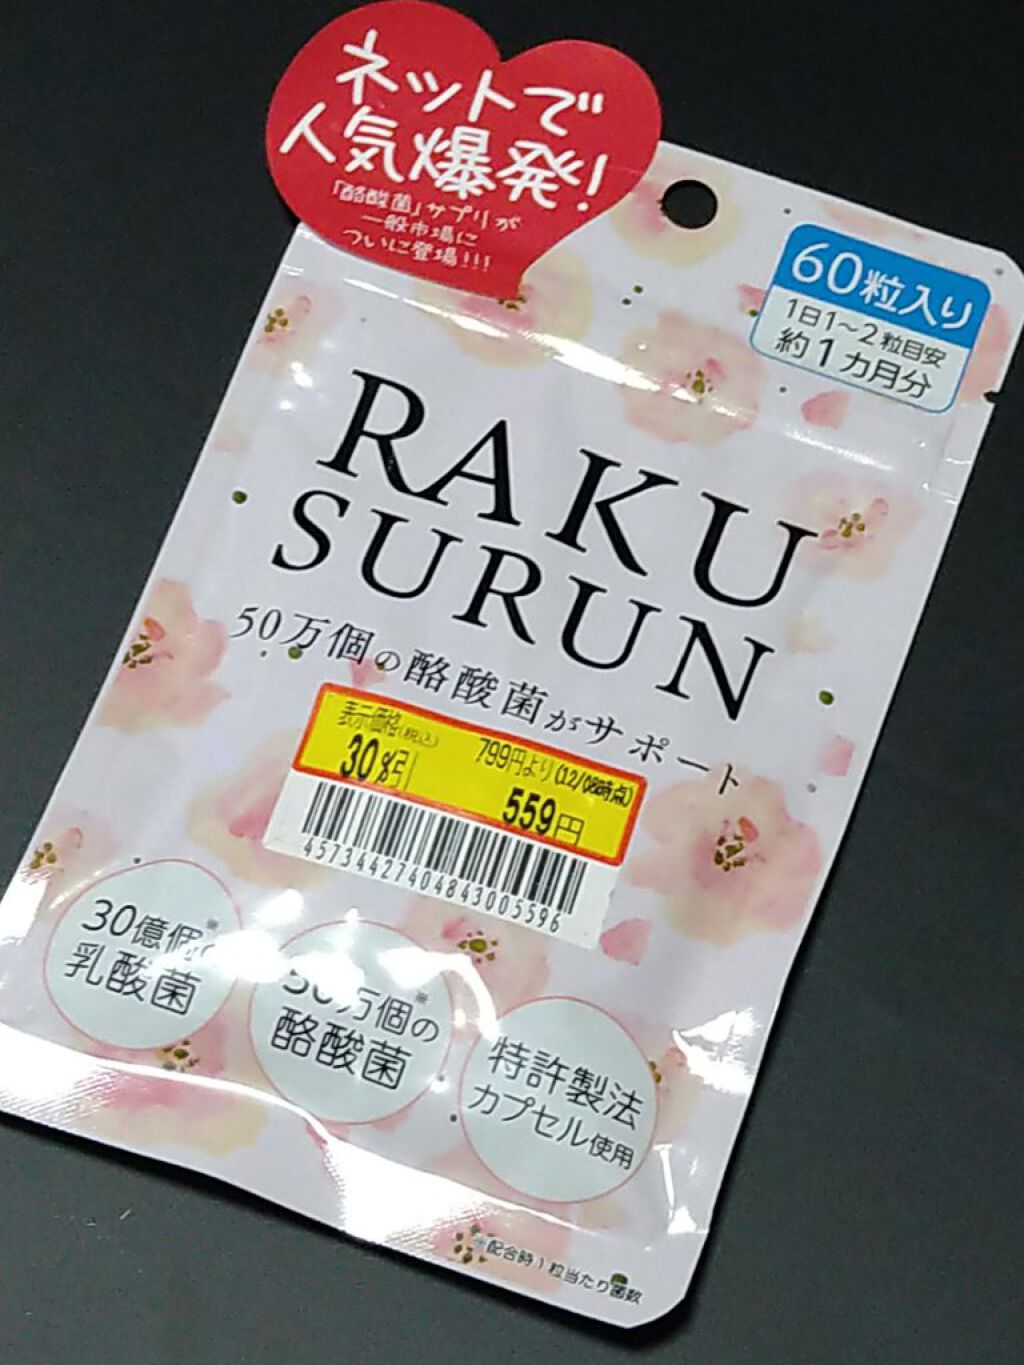 ネットで
人気爆発!
「酪酸菌」サプリが
一般市場に
ついに登場!!!
60粒入り
1日1~2粒目安
約1カ月分
RAKU
SURUN
50万個の酪酸菌がサポート
表示価格(税込)
799円より(12/08時点)
30%引
559円
45734427404843005596
30億個の
乳酸菌
50万個※の
酪酸菌
特許製法
カプセル使用
※配合時1粒当たり菌数